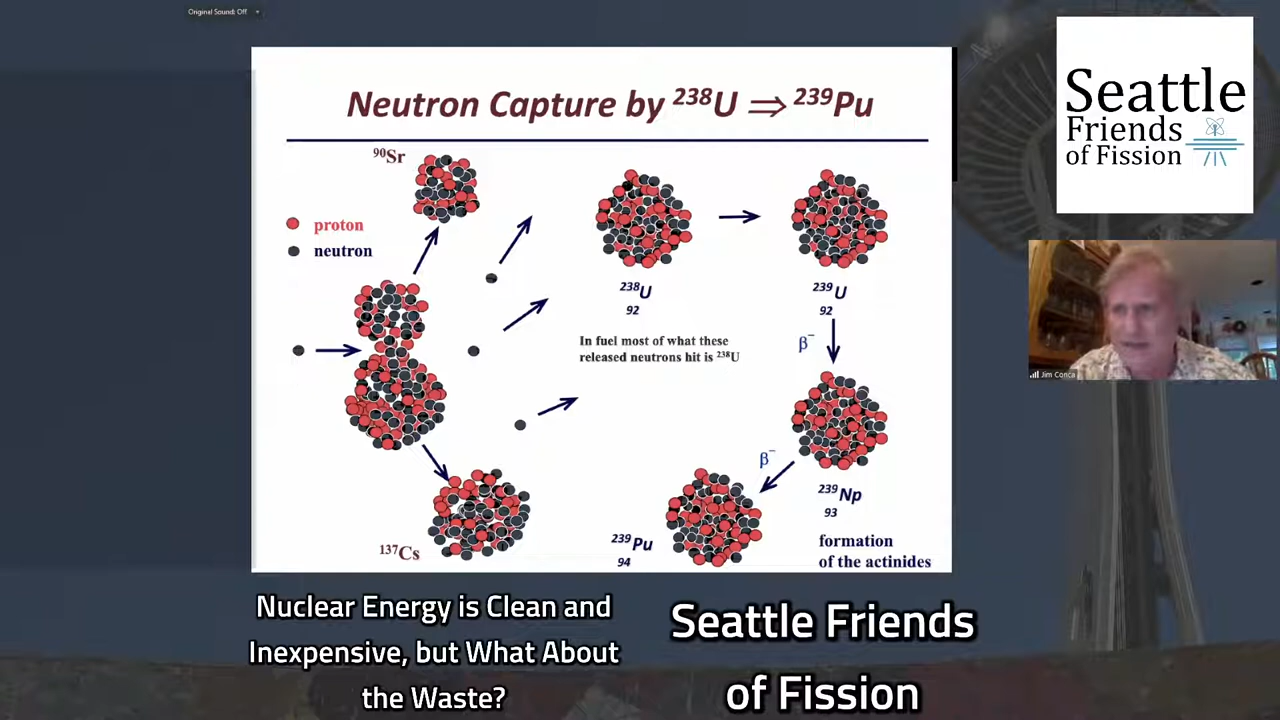 Original Sound: Off
Neutron Capture by ²³⁸U ⇒ ²³⁹Pu
⁹⁰Sr
proton
neutron
²³⁸U
92
²³⁹U
92
In fuel most of what these
released neutrons hit is ²³⁸U
β⁻
β⁻
²³⁹Np
93
²³⁹Pu
94
¹³⁷Cs
formation
of the actinides
Seattle
Friends
of Fission
Jim Conca
Nuclear Energy is Clean and
Inexpensive, but What About
the Waste?
Seattle Friends
of Fission